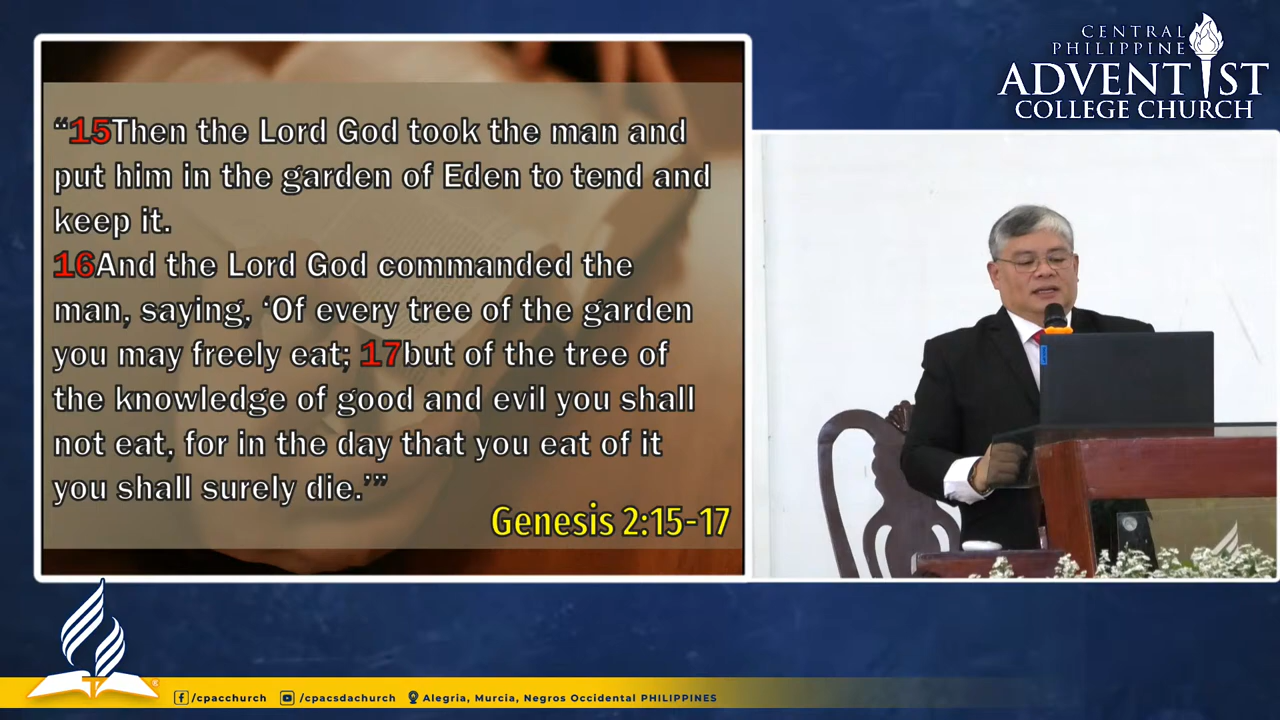 “15Then the Lord God took the man and
put him in the garden of Eden to tend and
keep it.
16And the Lord God commanded the
man, saying, ‘Of every tree of the garden
you may freely eat; 17but of the tree of
the knowledge of good and evil you shall
not eat, for in the day that you eat of it
you shall surely die.’”
Genesis 2:15-17
CENTRAL
PHILIPPINE
ADVENTIST
COLLEGE CHURCH
/cpacchurch
/cpacsdachurch
Alegria, Murcia, Negros Occidental PHILIPPINES